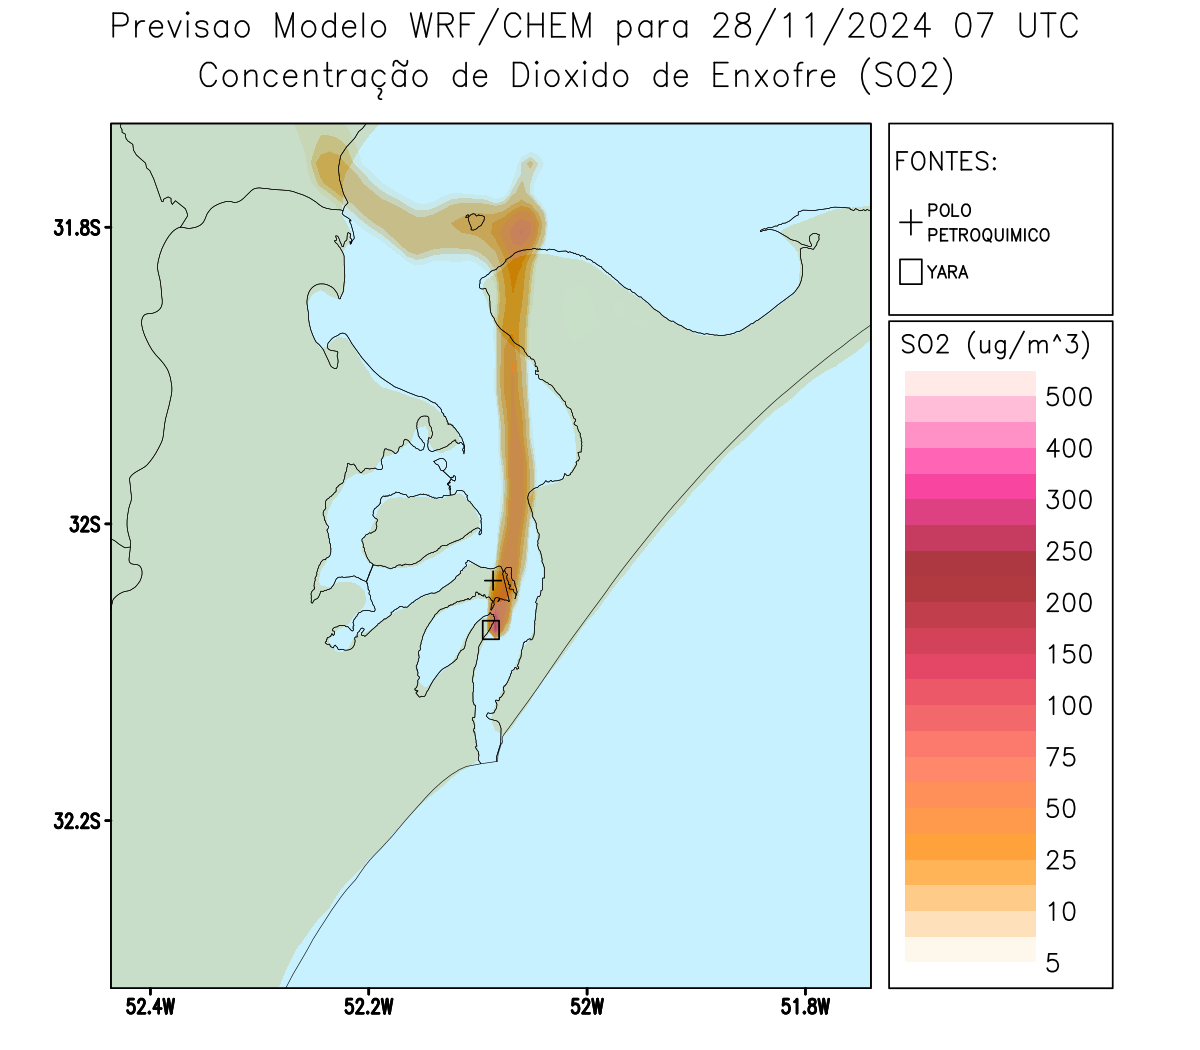 Previsao Modelo WRF/CHEM para 28/11/2024 07 UTC
Concentração de Dioxido de Enxofre (SO2)
FONTES:
POLO
PETROQUIMICO
YARA
SO2 (ug/m^3)
500
400
300
250
200
150
100
75
50
25
10
5
31.8S
32S
32.2S
52.4W
52.2W
52W
51.8W